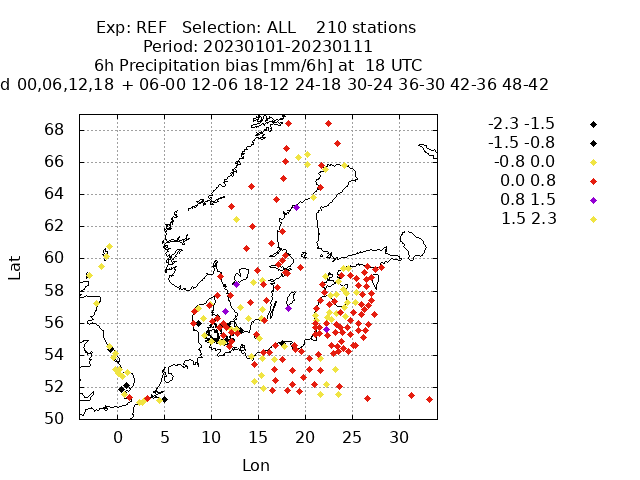 Exp: REF   Selection: ALL    210 stations
Period: 20230101-20230111
6h Precipitation bias [mm/6h] at  18 UTC
d 00,06,12,18 + 06-00 12-06 18-12 24-18 30-24 36-30 42-36 48-42
-2.3 -1.5
-1.5 -0.8
-0.8 0.0
0.0 0.8
0.8 1.5
1.5 2.3
68
66
64
62
60
58
56
54
52
50
Lat
0 5 10 15 20 25 30
Lon